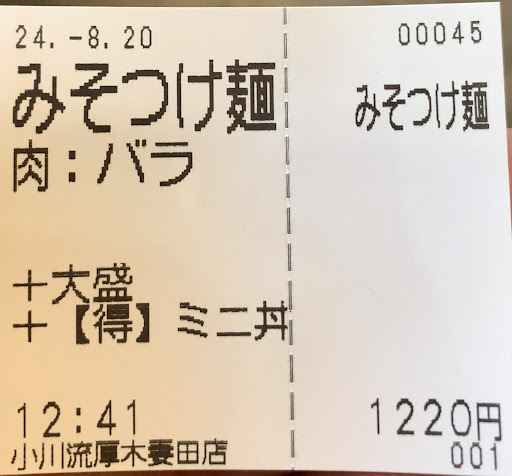 24. -8. 20
みそつけ麺
肉：バラ
＋大盛
＋【得】ミニ丼
12:41
小川流厚木妻田店
00045
みそつけ麺
1220円
001